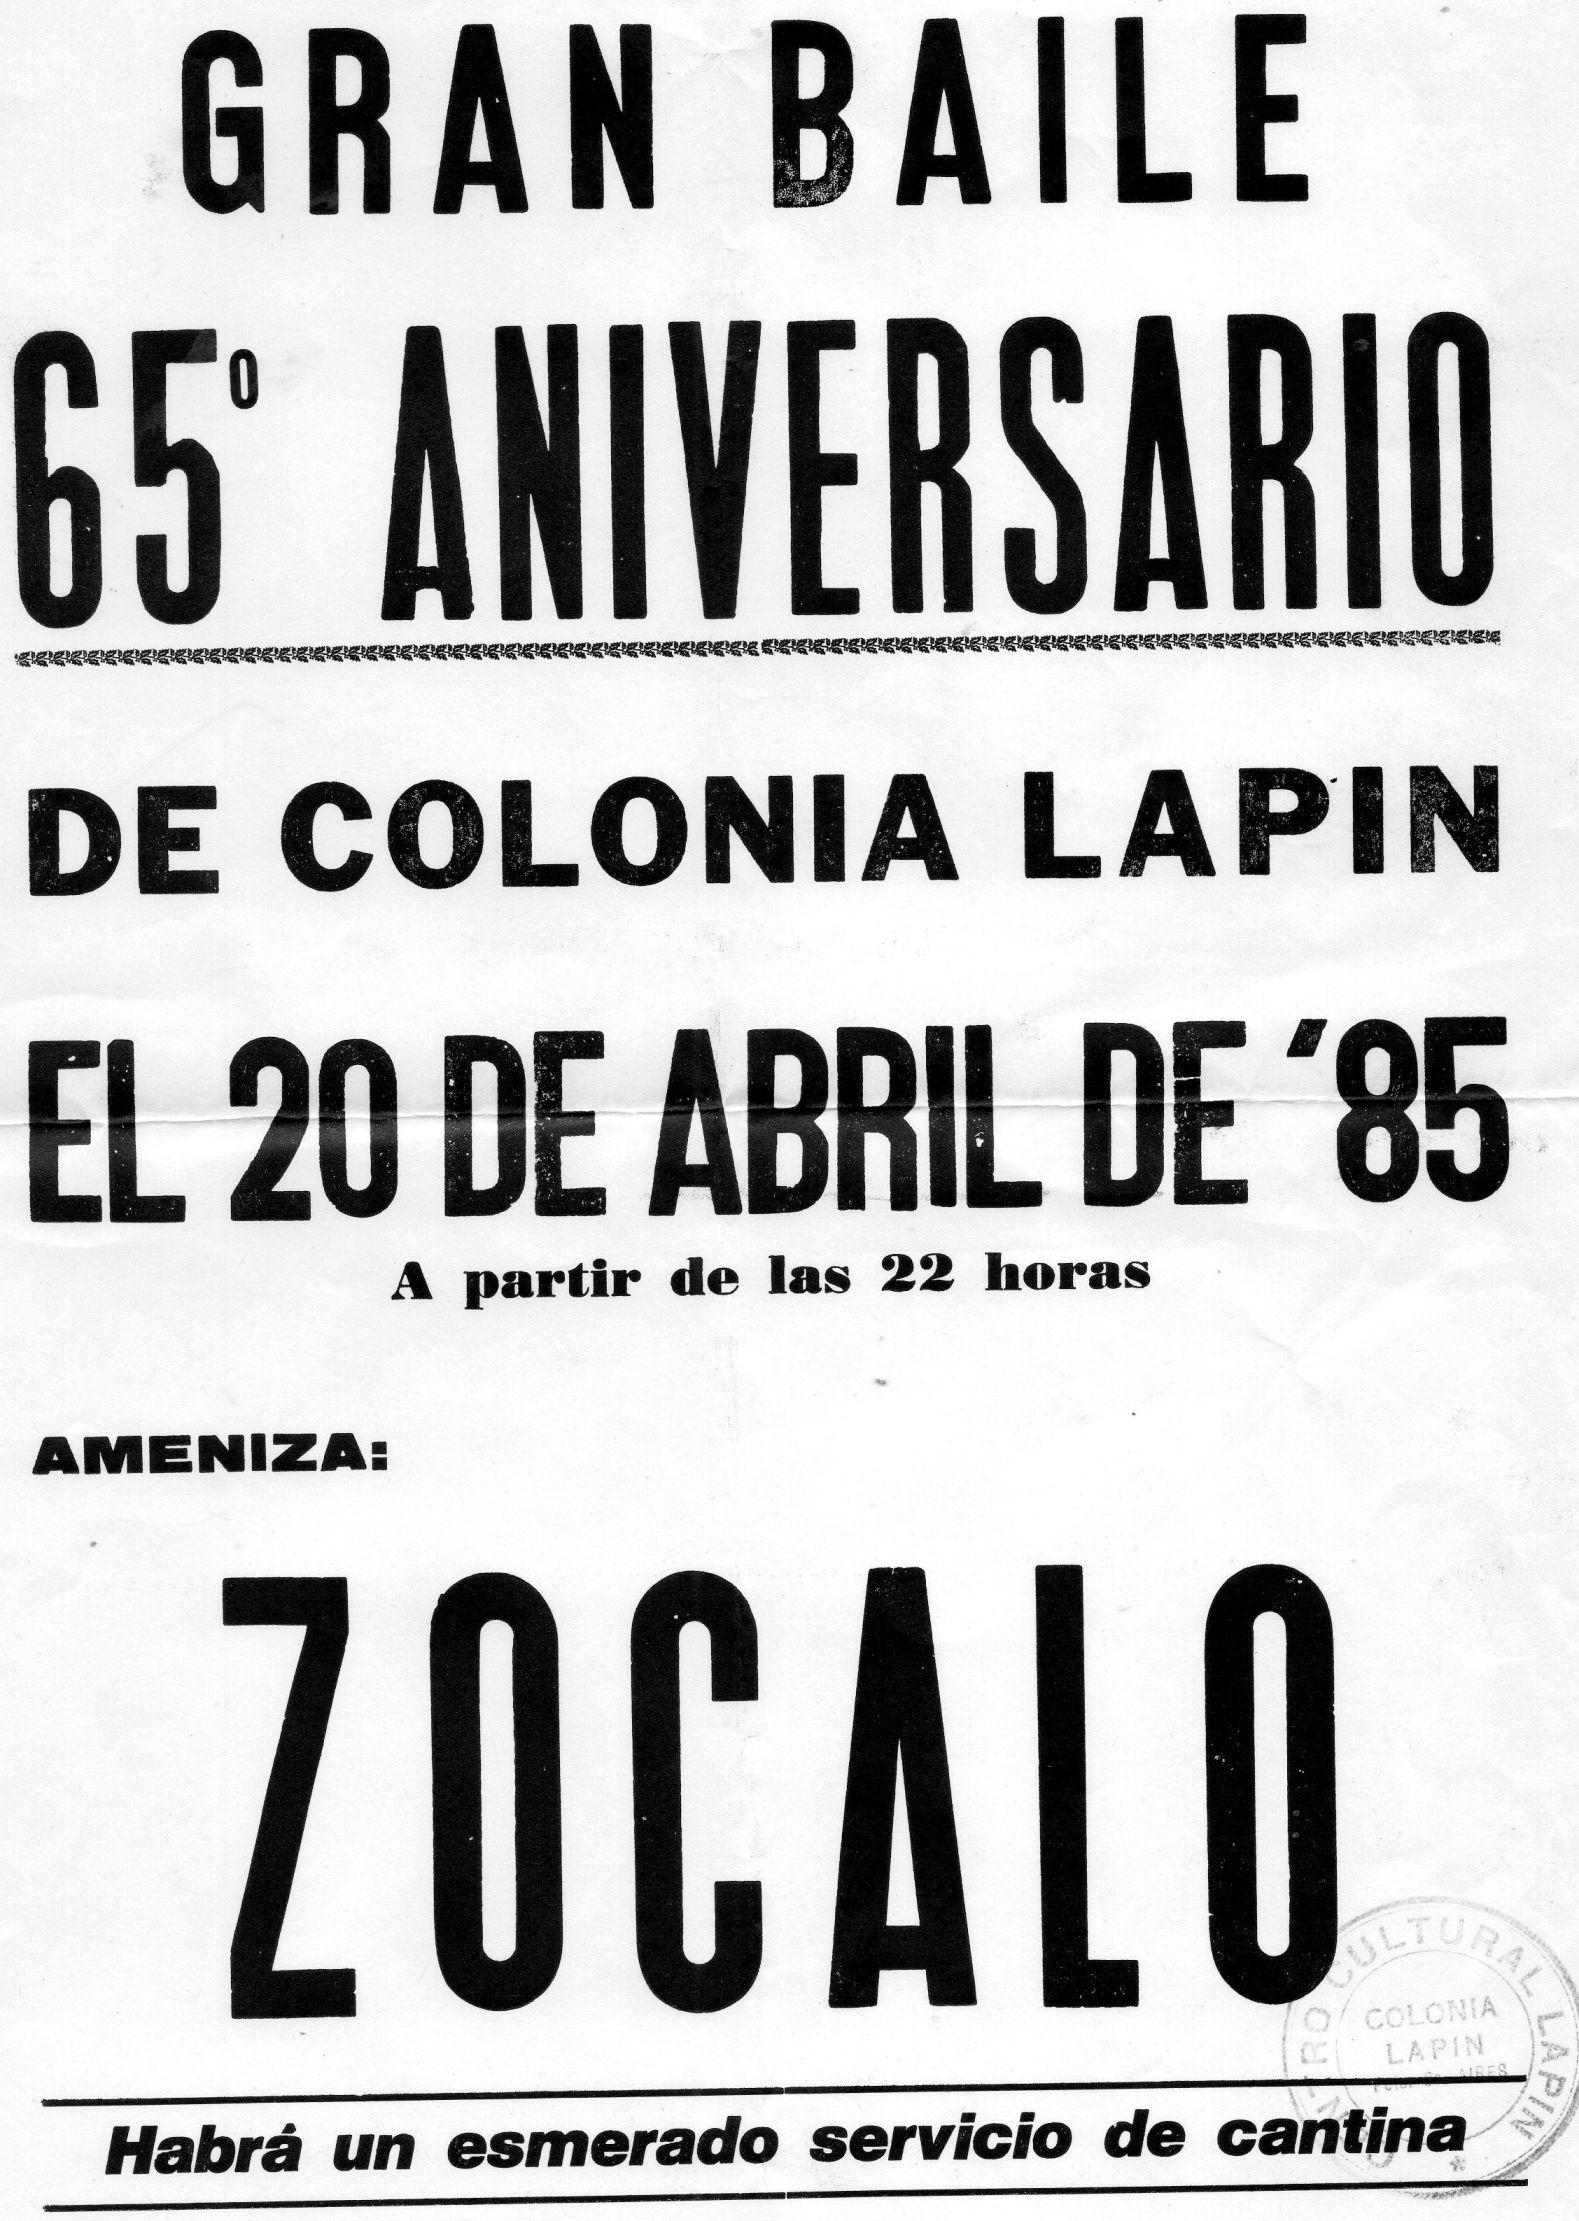 GRAN BAILE
65º ANIVERSARIO
DE COLONIA LAPIN
EL 20 DE ABRIL DE '85
A partir de las 22 horas
AMENIZA:
ZOCALO
Habrá un esmerado servicio de cantina
CENTRO CULTURAL LAPIN
COLONIA
LAPIN
AIRES